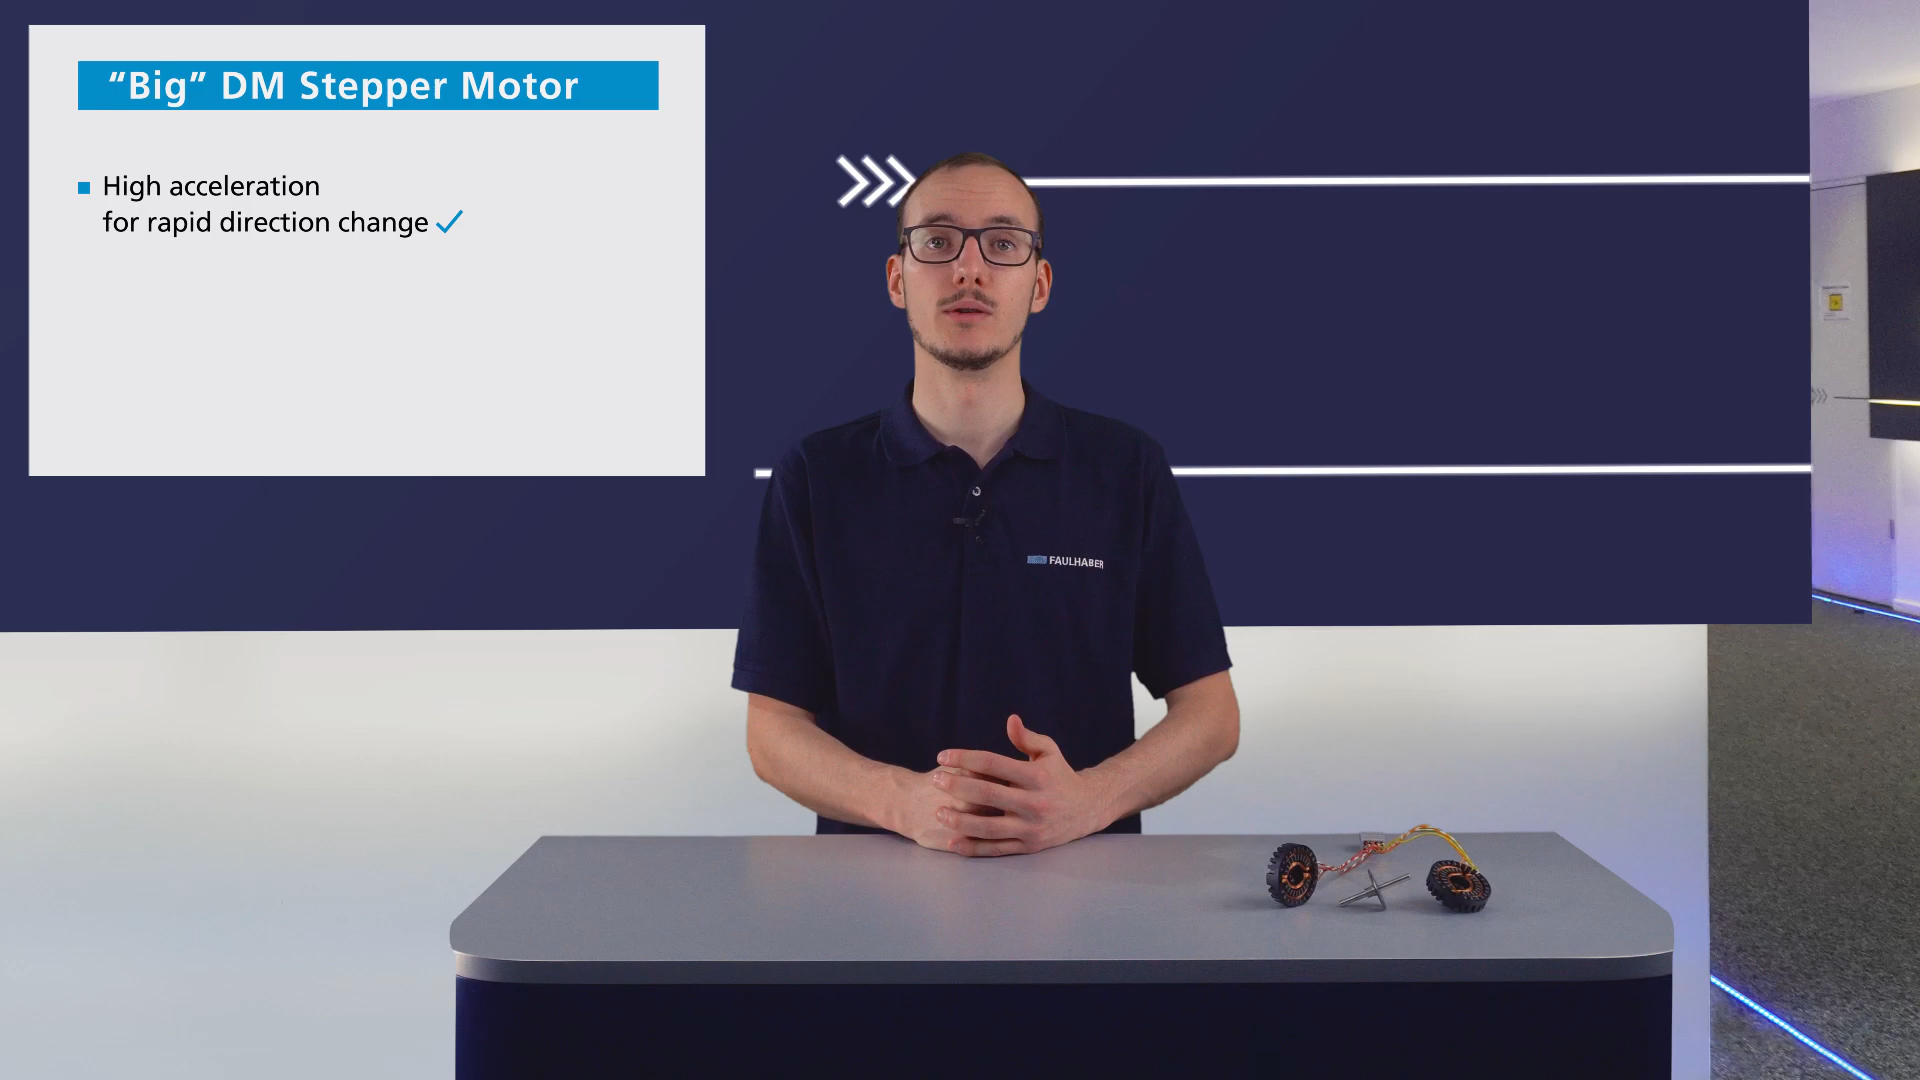 “Big” DM Stepper Motor
High acceleration
for rapid direction change
FAULHABER